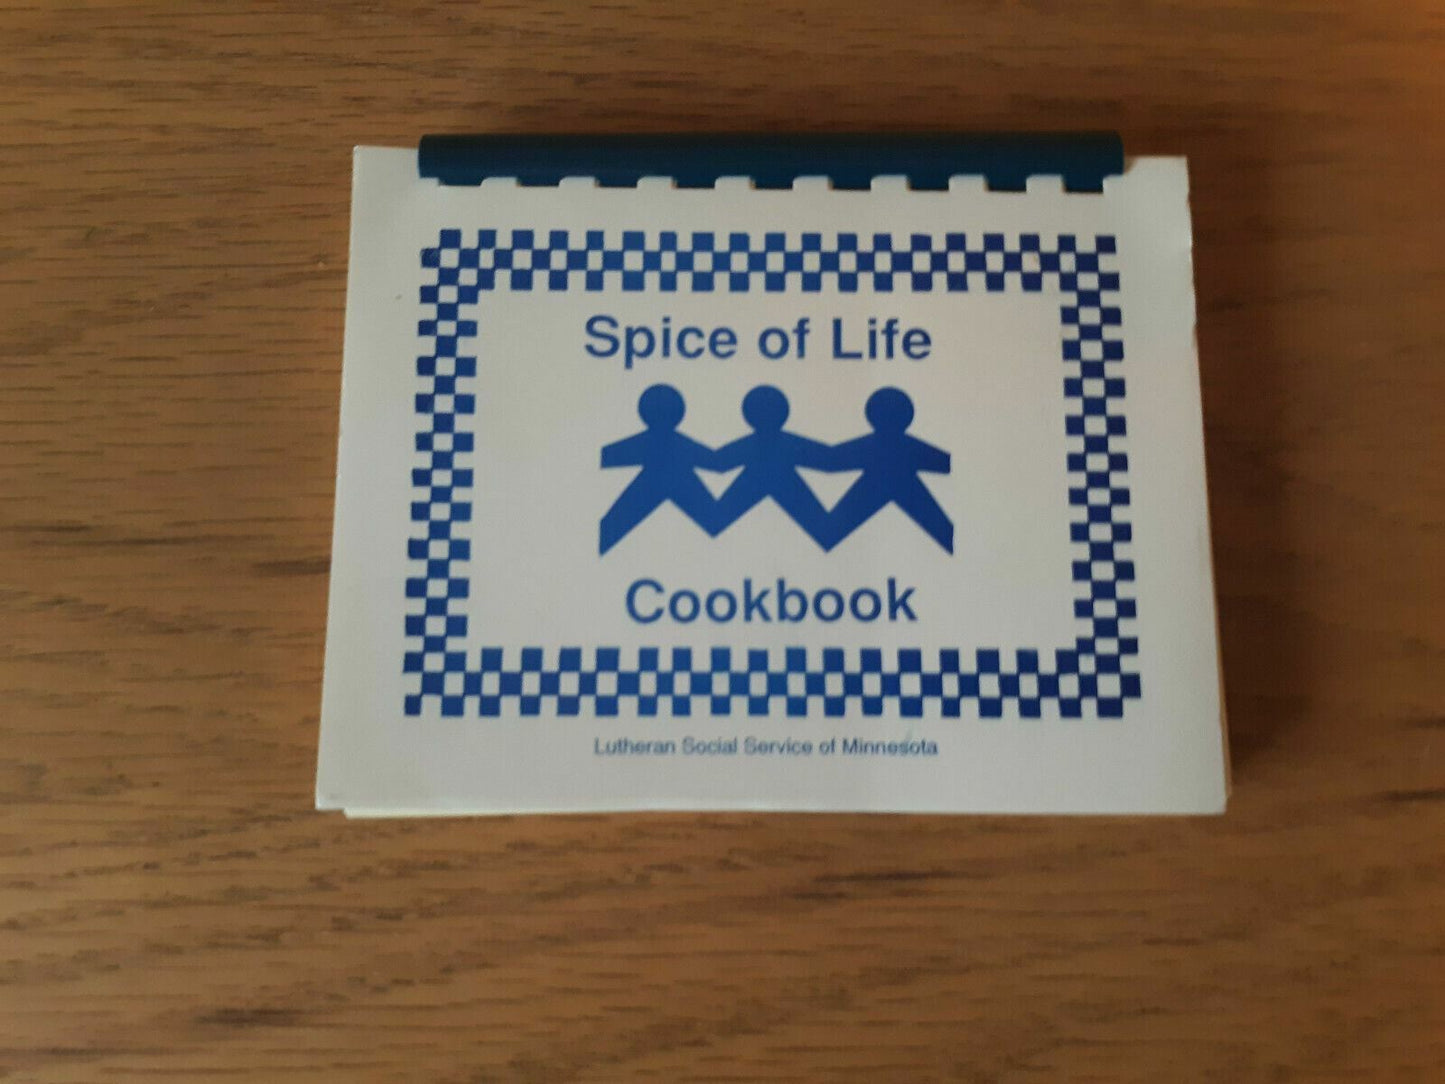 Spice of Life
Cookbook
Lutheran Social Service of Minnesota